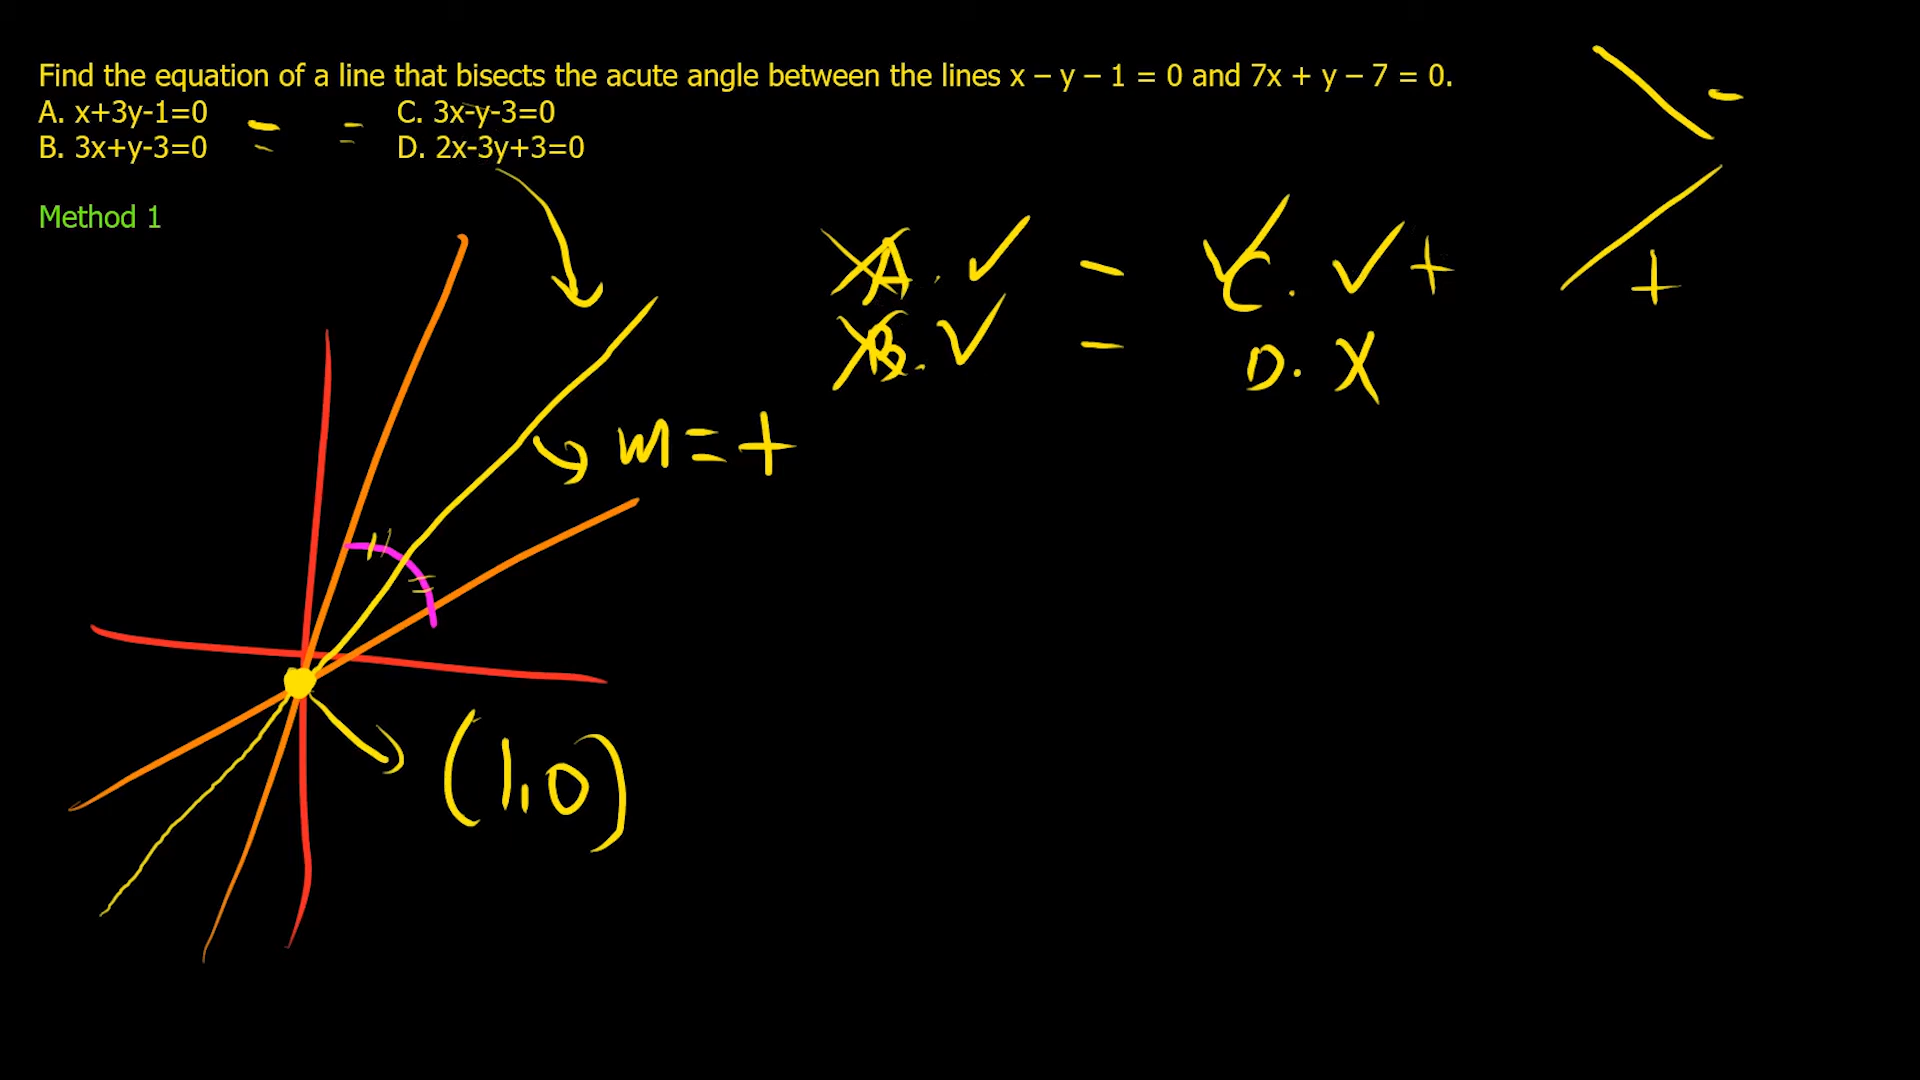 Find the equation of a line that bisects the acute angle between the lines x – y – 1 = 0 and 7x + y – 7 = 0.
A. x+3y-1=0 C. 3x-y-3=0
B. 3x+y-3=0 D. 2x-3y+3=0
Method 1
A. ✓ – C. ✓ +
B. ✓ – D. X
–
+
m = +
(1,0)